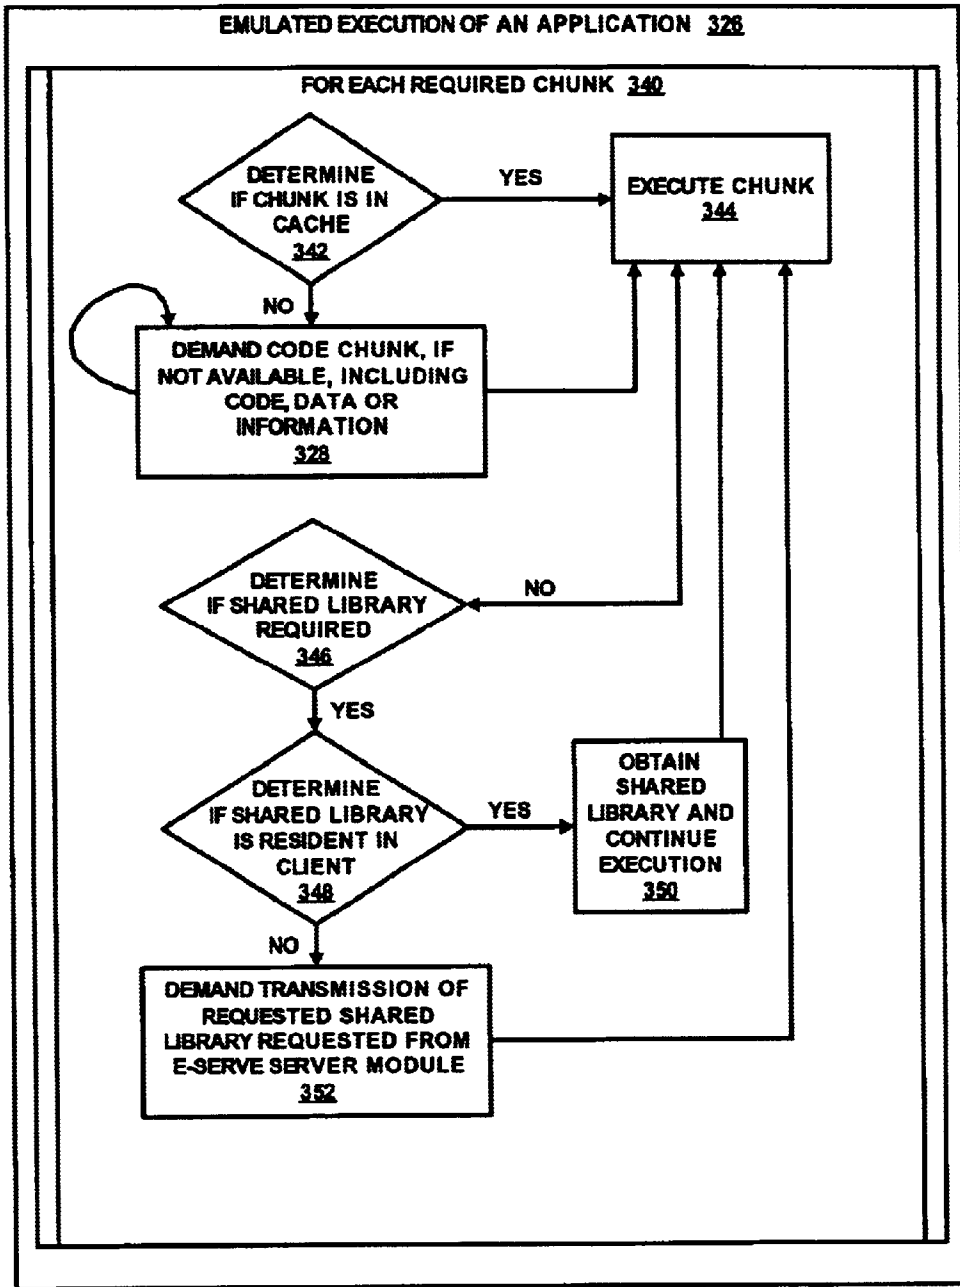 EMULATED EXECUTION OF AN APPLICATION 326
FOR EACH REQUIRED CHUNK 340
DETERMINE
IF CHUNK IS IN
CACHE
342
YES
EXECUTE CHUNK
344
NO
DEMAND CODE CHUNK, IF
NOT AVAILABLE, INCLUDING
CODE, DATA OR
INFORMATION
328
DETERMINE
IF SHARED LIBRARY
REQUIRED
346
NO
YES
DETERMINE
IF SHARED LIBRARY
IS RESIDENT IN
CLIENT
348
YES
OBTAIN
SHARED
LIBRARY AND
CONTINUE
EXECUTION
350
NO
DEMAND TRANSMISSION OF
REQUESTED SHARED
LIBRARY REQUESTED FROM
E-SERVE SERVER MODULE
352